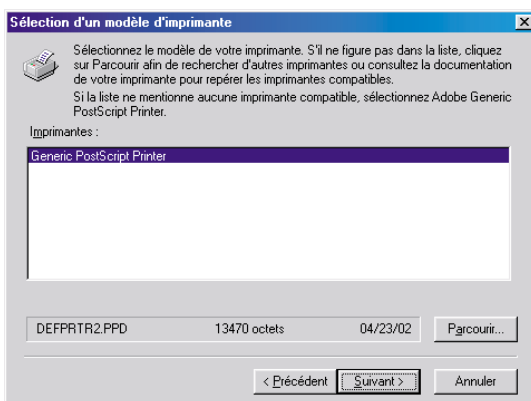 Sélection d'un modèle d'imprimante
Sélectionnez le modèle de votre imprimante. S'il ne figure pas dans la liste, cliquez
sur Parcourir afin de rechercher d'autres imprimantes ou consultez la documentation
de votre imprimante pour repérer les imprimantes compatibles.
Si la liste ne mentionne aucune imprimante compatible, sélectionnez Adobe Generic
PostScript Printer.
Imprimantes :
Generic PostScript Printer
DEFPRTR2.PPD 13470 octets 04/23/02 Parcourir...
< Précédent Suivant > Annuler